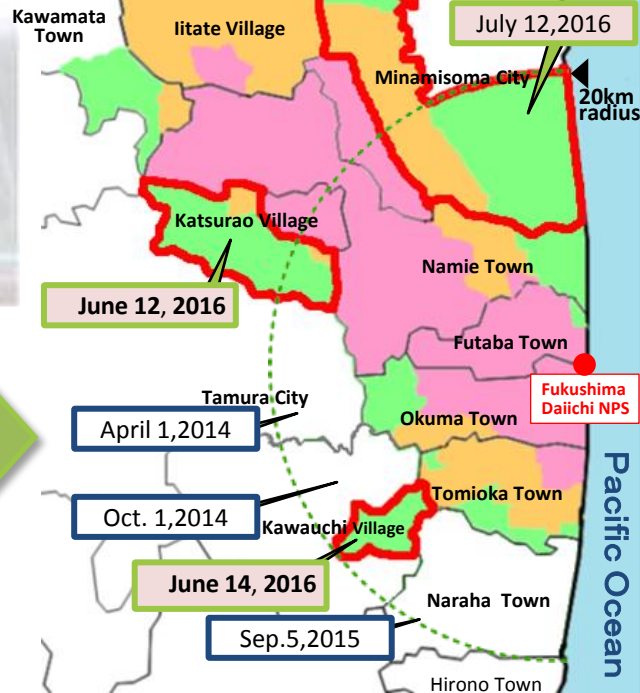 Kawamata
Town
Iitate Village
July 12,2016
Minamisoma City
20km
radius
Katsurao Village
Namie Town
June 12, 2016
Futaba Town
Fukushima
Daiichi NPS
Tamura City
April 1,2014
Okuma Town
Tomioka Town
Oct. 1,2014
Kawauchi Village
June 14, 2016
Naraha Town
Sep.5,2015
Hirono Town
Pacific Ocean